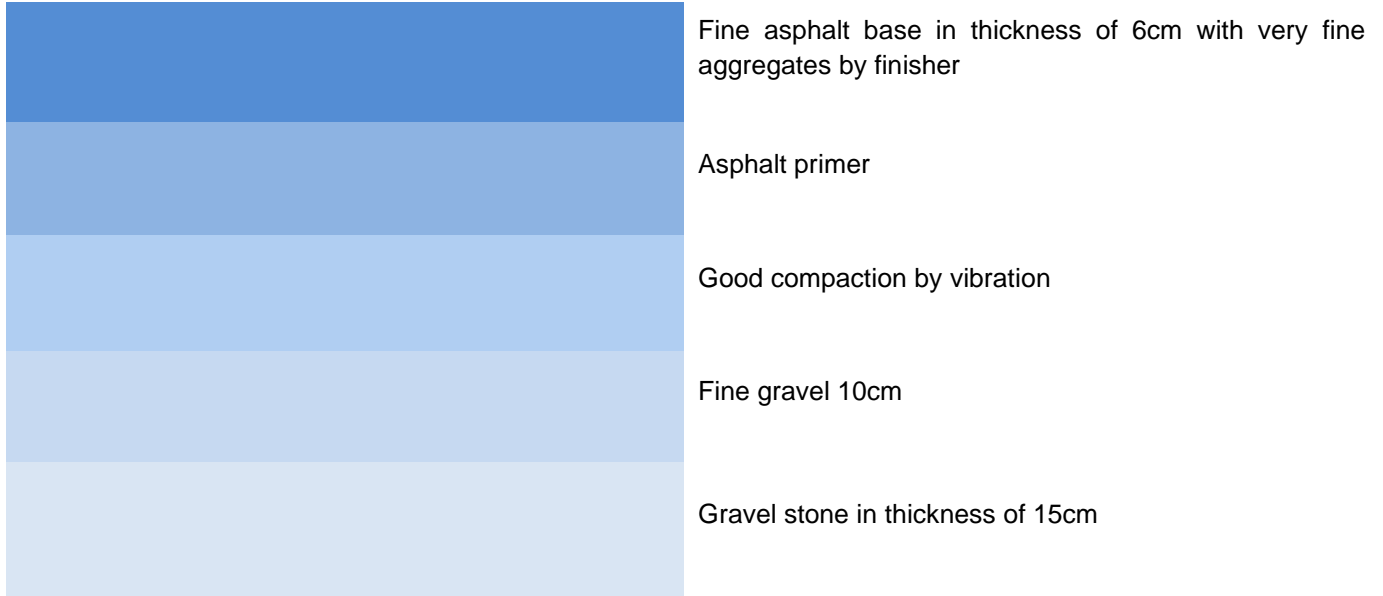 Fine asphalt base in thickness of 6cm with very fine
aggregates by finisher
Asphalt primer
Good compaction by vibration
Fine gravel 10cm
Gravel stone in thickness of 15cm